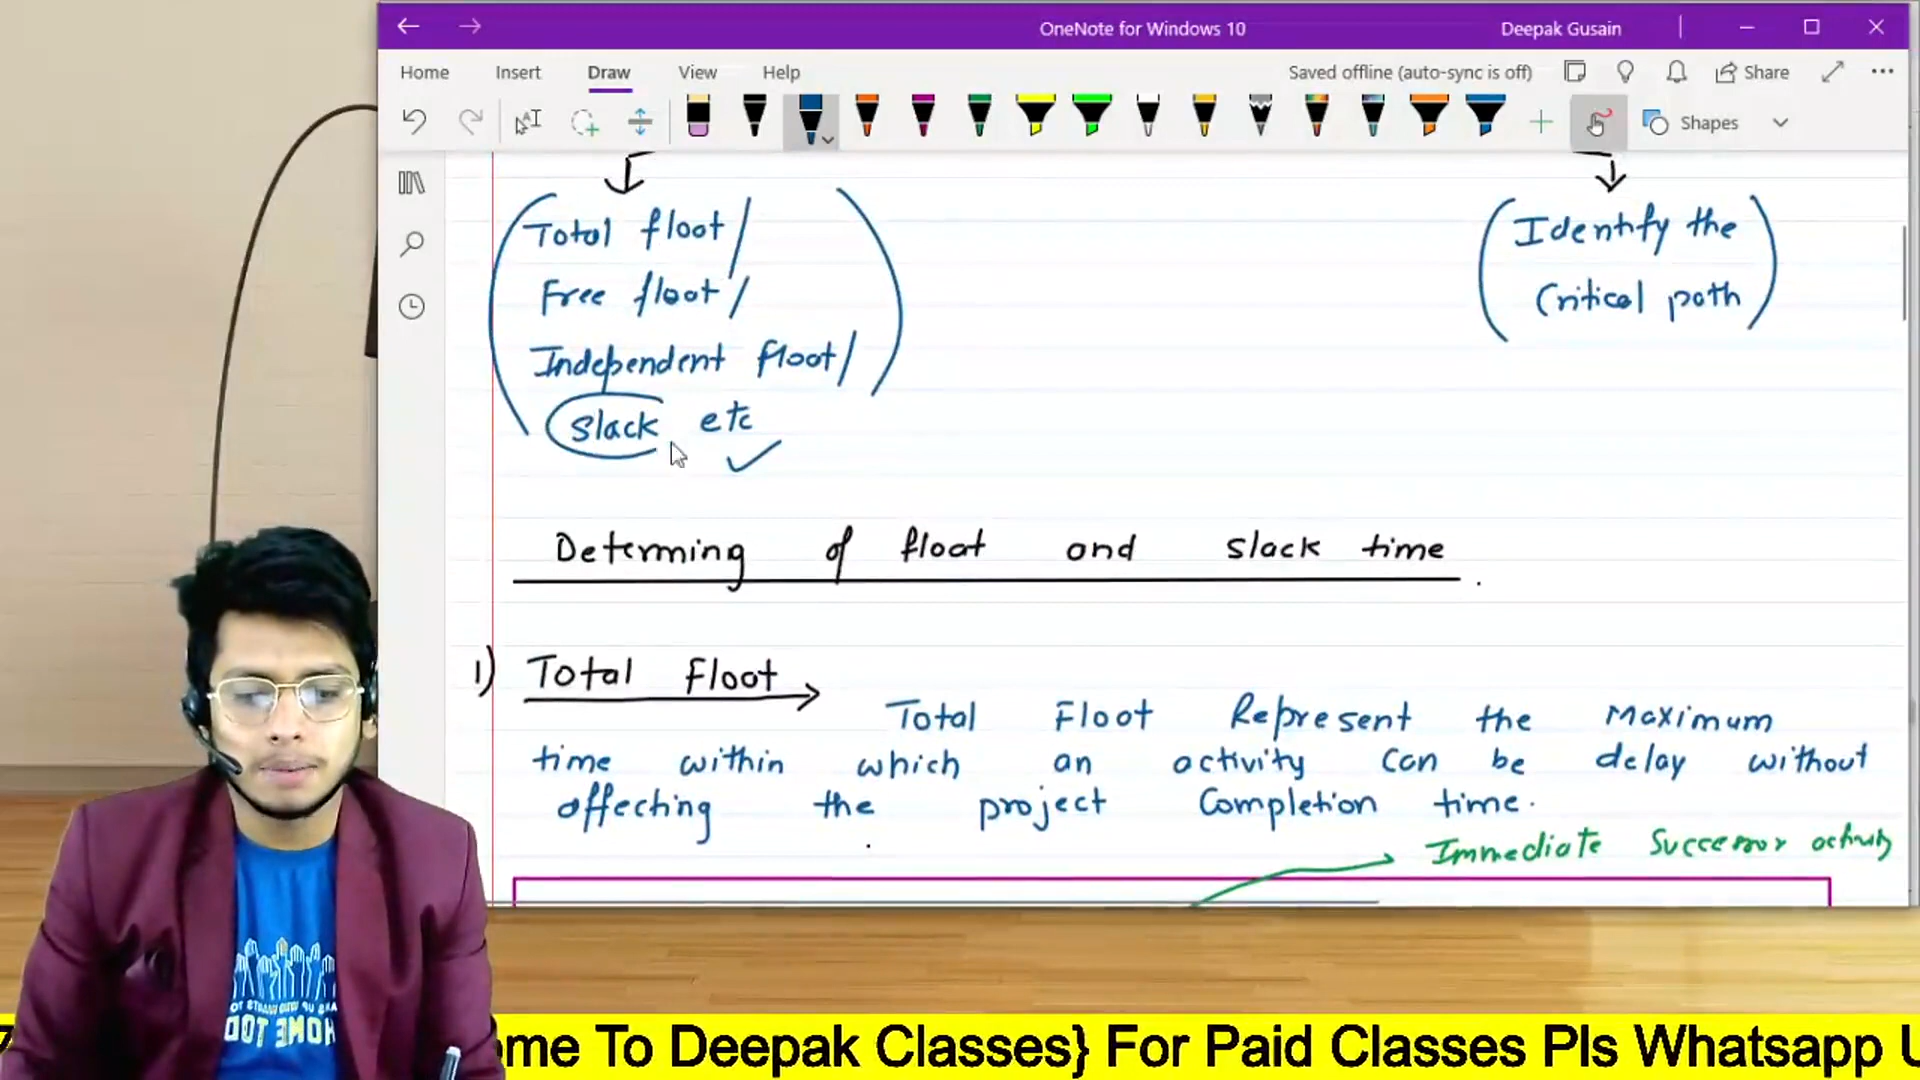 OneNote for Windows 10
Deepak Gusain
Home Insert Draw View Help
Saved offline (auto-sync is off)
Share
Shapes
Total float/
Free float/
Independent float/
Slack etc
Identify the
Critical path
Determing of float and slack time.
1) Total Float
Total Float Represent the Maximum
time within which an activity Can be delay without
affecting the project Completion time.
Immediate Successor activity
ome To Deepak Classes} For Paid Classes Pls Whatsapp U